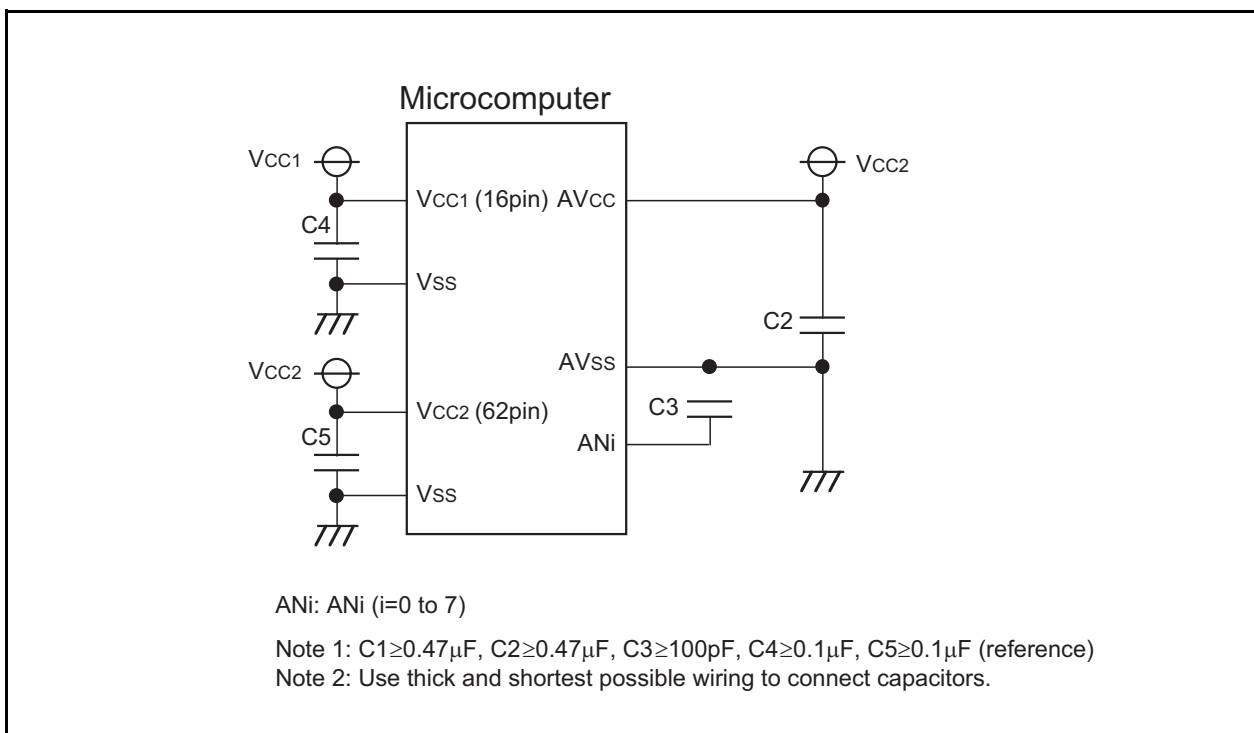 Microcomputer
VCC1
VCC1 (16pin)
AVCC
VCC2
C4
VSS
C2
VCC2
AVSS
VCC2 (62pin)
C3
C5
ANi
VSS
ANi: ANi (i=0 to 7)
Note 1: C1≥0.47μF, C2≥0.47μF, C3≥100pF, C4≥0.1μF, C5≥0.1μF (reference)
Note 2: Use thick and shortest possible wiring to connect capacitors.